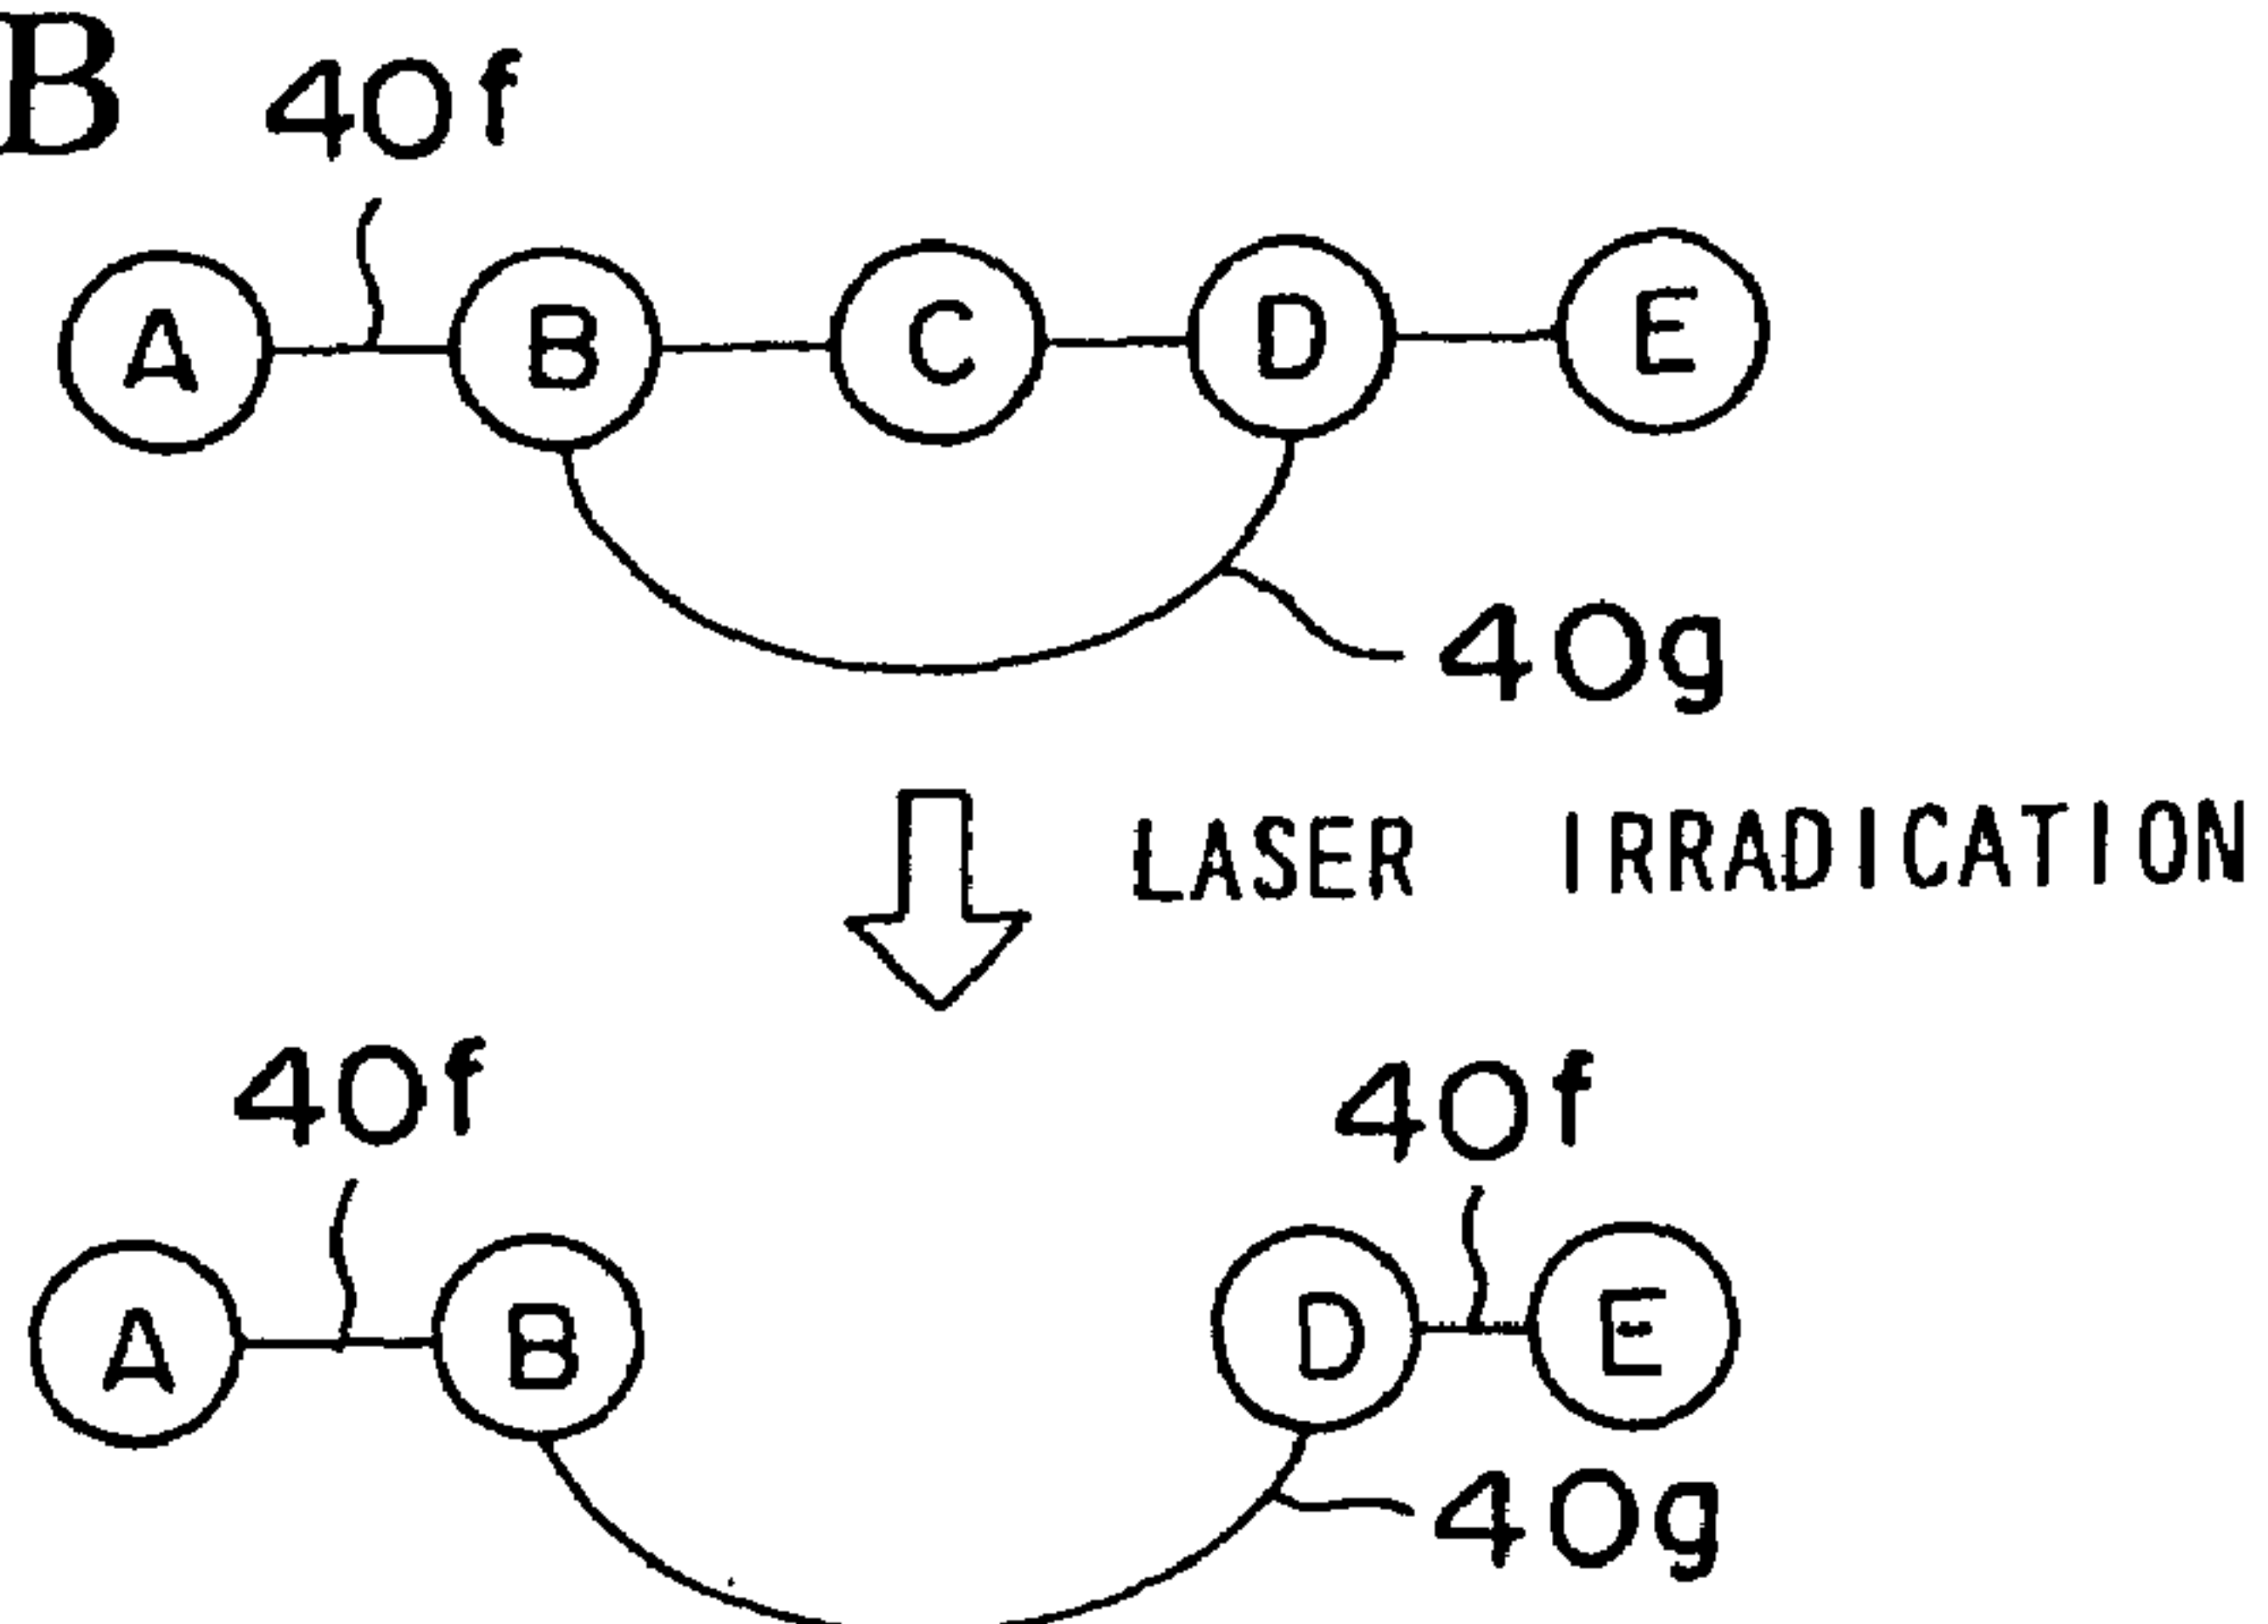 B 40f
A B C D E
40g
LASER IRRADICATION
40f 40f
A B D E
40g